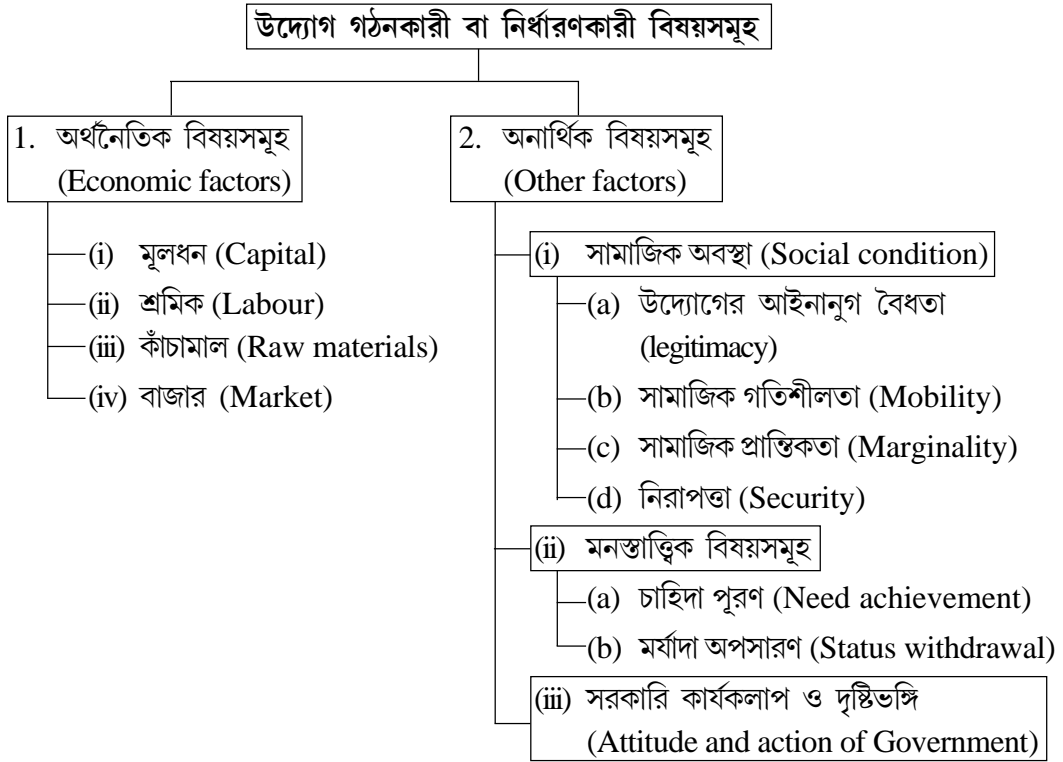 উদ্যোগ গঠনকারী বা নির্ধারণকারী বিষয়সমূহ
1. অর্থনৈতিক বিষয়সমূহ
(Economic factors)
(i) মূলধন (Capital)
(ii) শ্রমিক (Labour)
(iii) কাঁচামাল (Raw materials)
(iv) বাজার (Market)
2. অনার্থিক বিষয়সমূহ
(Other factors)
(i) সামাজিক অবস্থা (Social condition)
(a) উদ্যোগের আইনানুগ বৈধতা
(legitimacy)
(b) সামাজিক গতিশীলতা (Mobility)
(c) সামাজিক প্রান্তিকতা (Marginality)
(d) নিরাপত্তা (Security)
(ii) মনস্তাত্ত্বিক বিষয়সমূহ
(a) চাহিদা পূরণ (Need achievement)
(b) মর্যাদা অপসারণ (Status withdrawal)
(iii) সরকারি কার্যকলাপ ও দৃষ্টিভঙ্গি
(Attitude and action of Government)